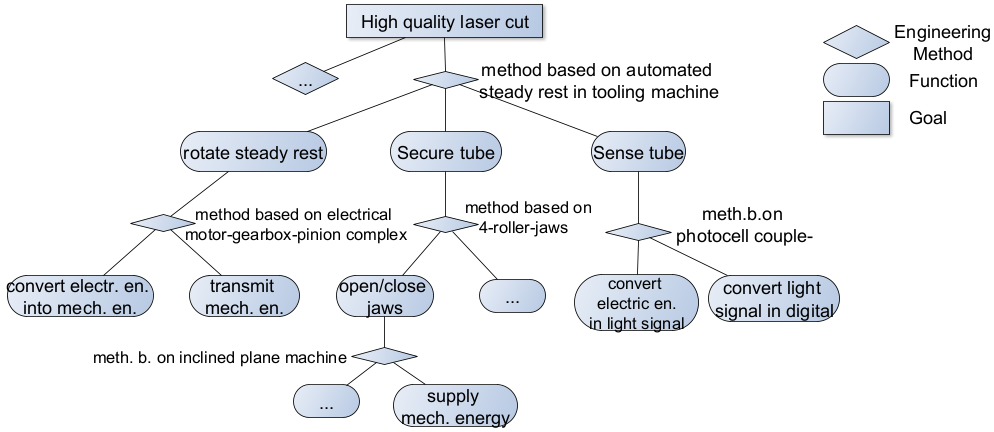 High quality laser cut
Engineering
Method
Function
Goal
...
method based on automated
steady rest in tooling machine
rotate steady rest
Secure tube
Sense tube
method based on electrical
motor-gearbox-pinion complex
method based on
4-roller-jaws
meth.b.on
photocell couple-
convert electr. en.
into mech. en.
transmit
mech. en.
open/close
jaws
...
convert
electric en.
in light signal
convert light
signal in digital
meth. b. on inclined plane machine
...
supply
mech. energy